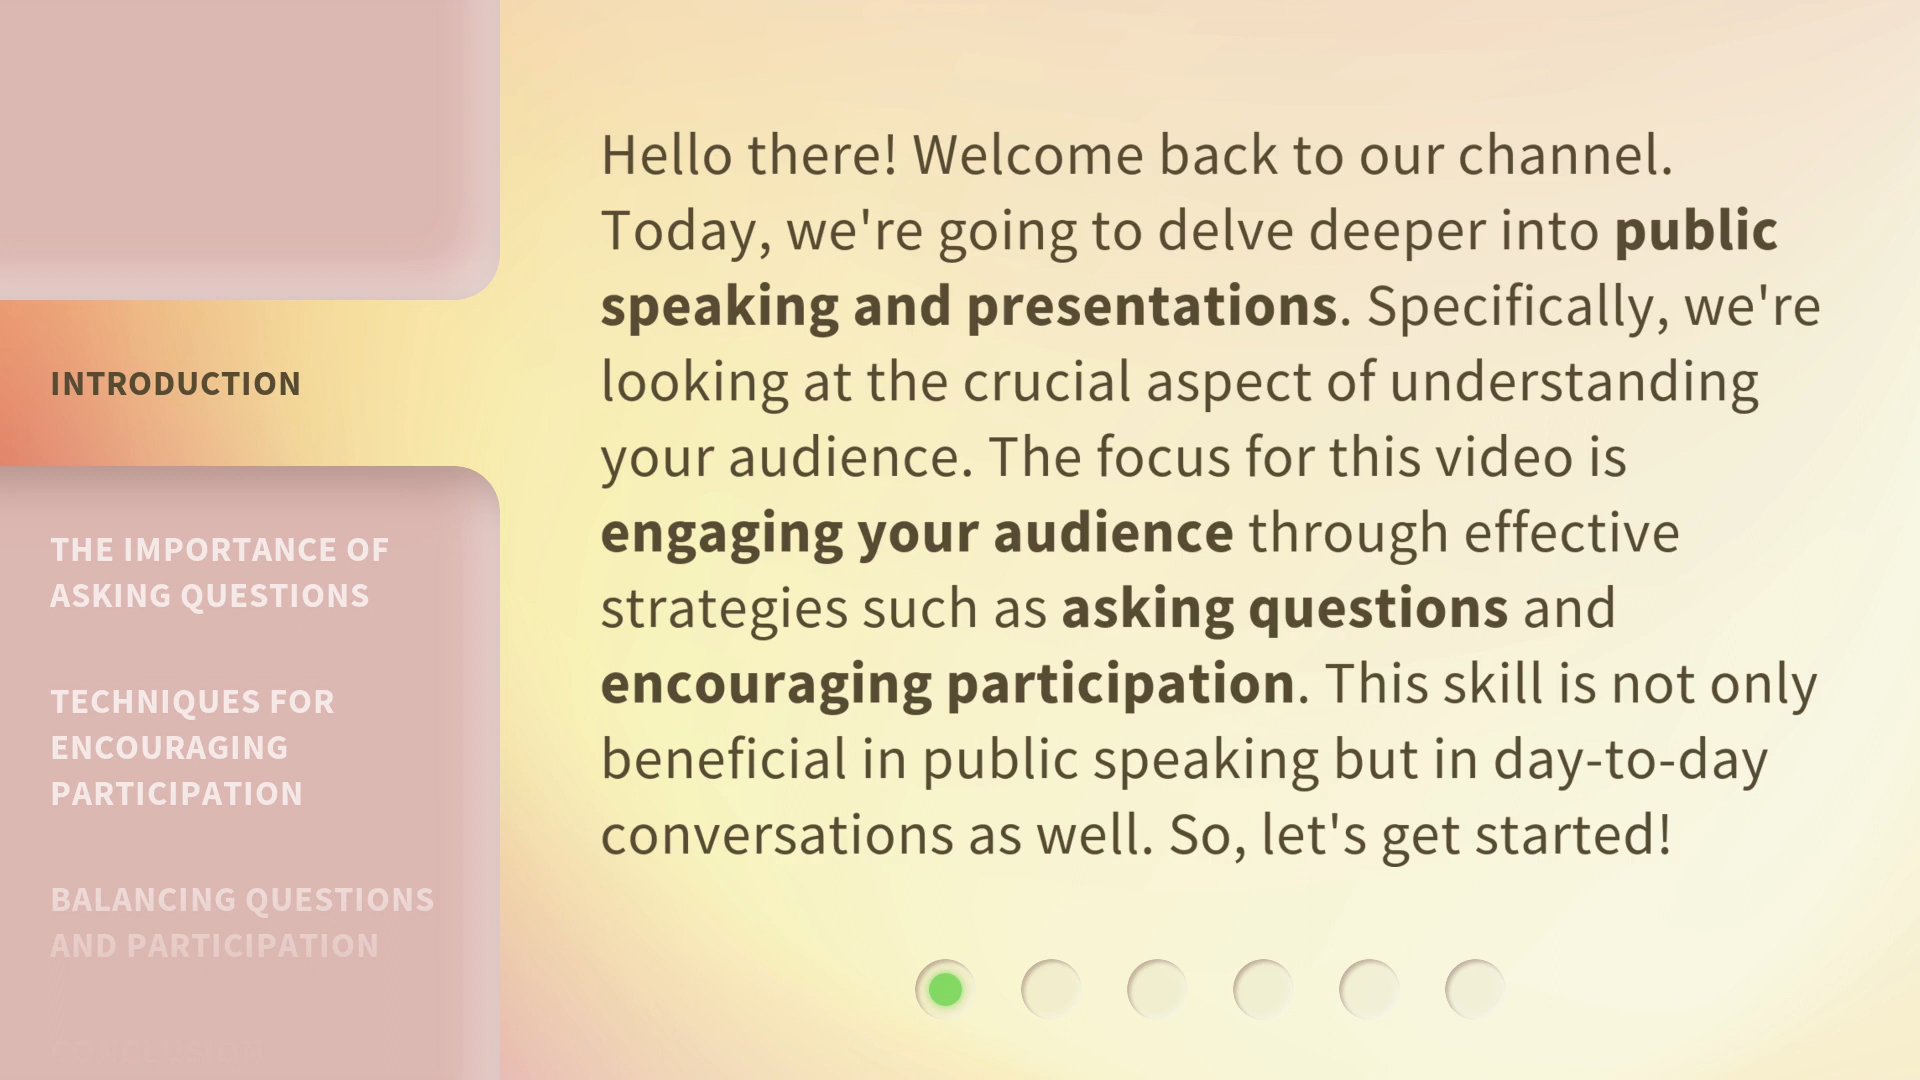 INTRODUCTION
THE IMPORTANCE OF
ASKING QUESTIONS
TECHNIQUES FOR
ENCOURAGING
PARTICIPATION
BALANCING QUESTIONS
AND PARTICIPATION
CONCLUSION
Hello there! Welcome back to our channel.
Today, we're going to delve deeper into public
speaking and presentations. Specifically, we're
looking at the crucial aspect of understanding
your audience. The focus for this video is
engaging your audience through effective
strategies such as asking questions and
encouraging participation. This skill is not only
beneficial in public speaking but in day-to-day
conversations as well. So, let's get started!